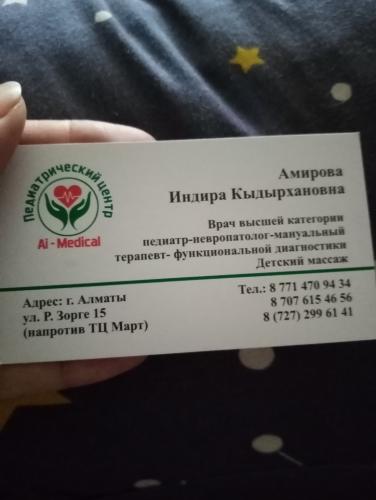 Педиатрический центр
Ai - Medical
Амирова
Индира Кыдырхановна
Врач высшей категории
педиатр-невропатолог-мануальный
терапевт- функциональной диагностики
Детский массаж
Адрес: г. Алматы
ул. Р. Зорге 15
(напротив ТЦ Март)
Тел.: 8 771 470 94 34
8 707 615 46 56
8 (727) 299 61 41